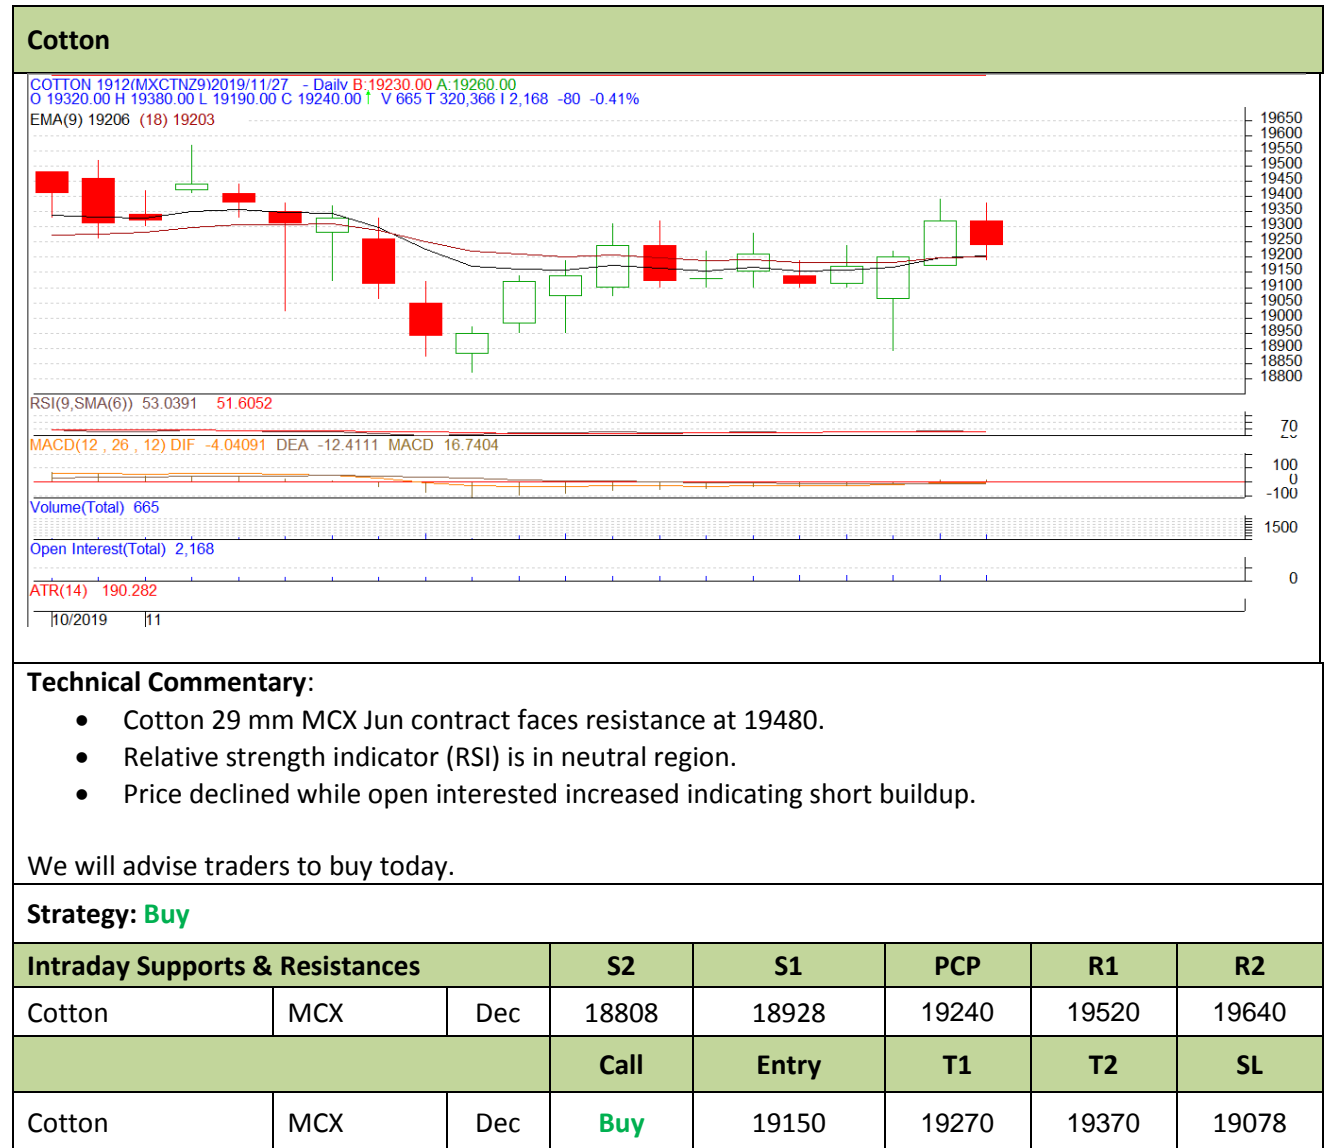 Cotton
COTTON 1912(MXCTNZ9)2019/11/27 - Daily B:19230.00 A:19260.00
O 19320.00 H 19380.00 L 19190.00 C 19240.00↑ V 665 T 320,366 I 2,168 -80 -0.41%
EMA(9) 19206 (18) 19203
19650
19600
19550
19500
19450
19400
19350
19300
19250
19200
19150
19100
19050
19000
18950
18900
18850
18800
RSI(9,SMA(6)) 53.0391 51.6052
70
MACD(12 , 26 , 12) DIF -4.04091 DEA -12.4111 MACD 16.7404
100
0
-100
Volume(Total) 665
1500
Open Interest(Total) 2,168
0
ATR(14) 190.282
10/2019 11
Technical Commentary:
• Cotton 29 mm MCX Jun contract faces resistance at 19480.
• Relative strength indicator (RSI) is in neutral region.
• Price declined while open interested increased indicating short buildup.
We will advise traders to buy today.
Strategy: Buy
Intraday Supports & Resistances S2 S1 PCP R1 R2
Cotton MCX Dec 18808 18928 19240 19520 19640
Call Entry T1 T2 SL
Cotton MCX Dec Buy 19150 19270 19370 19078